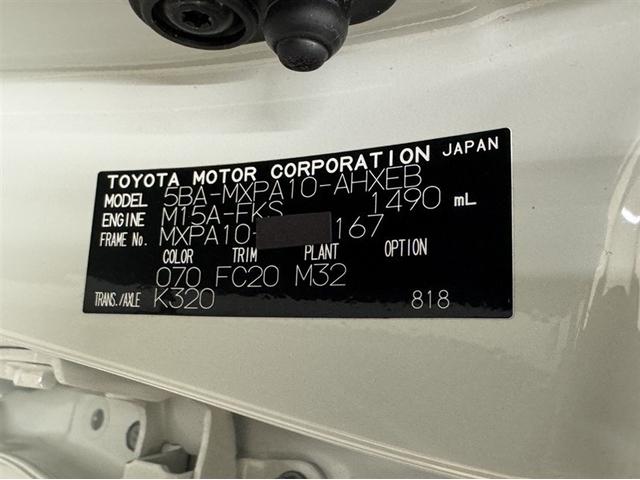 TOYOTA MOTOR CORPORATION JAPAN
MODEL 5BA-MXPA10-AHXEB
ENGINE M15A-FKS 1490 mL
FRAME No. MXPA10- 167
COLOR TRIM PLANT OPTION
070 FC20 M32
TRANS./AXLE K320 818